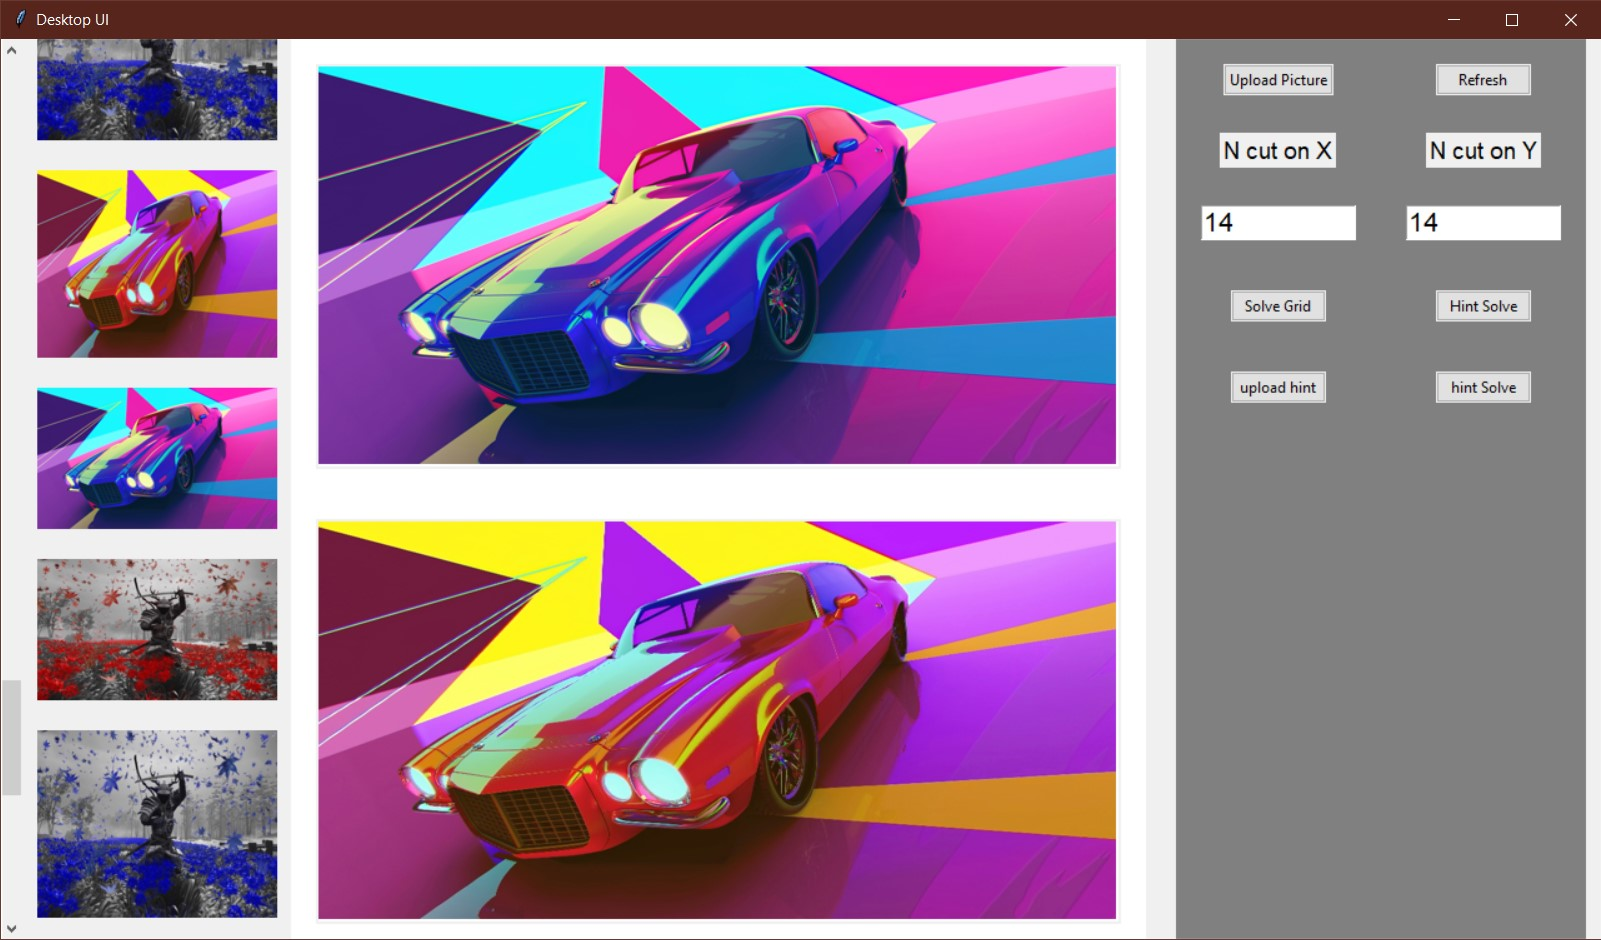 Desktop UI
Upload Picture
Refresh
N cut on X
N cut on Y
14
14
Solve Grid
Hint Solve
upload hint
hint Solve